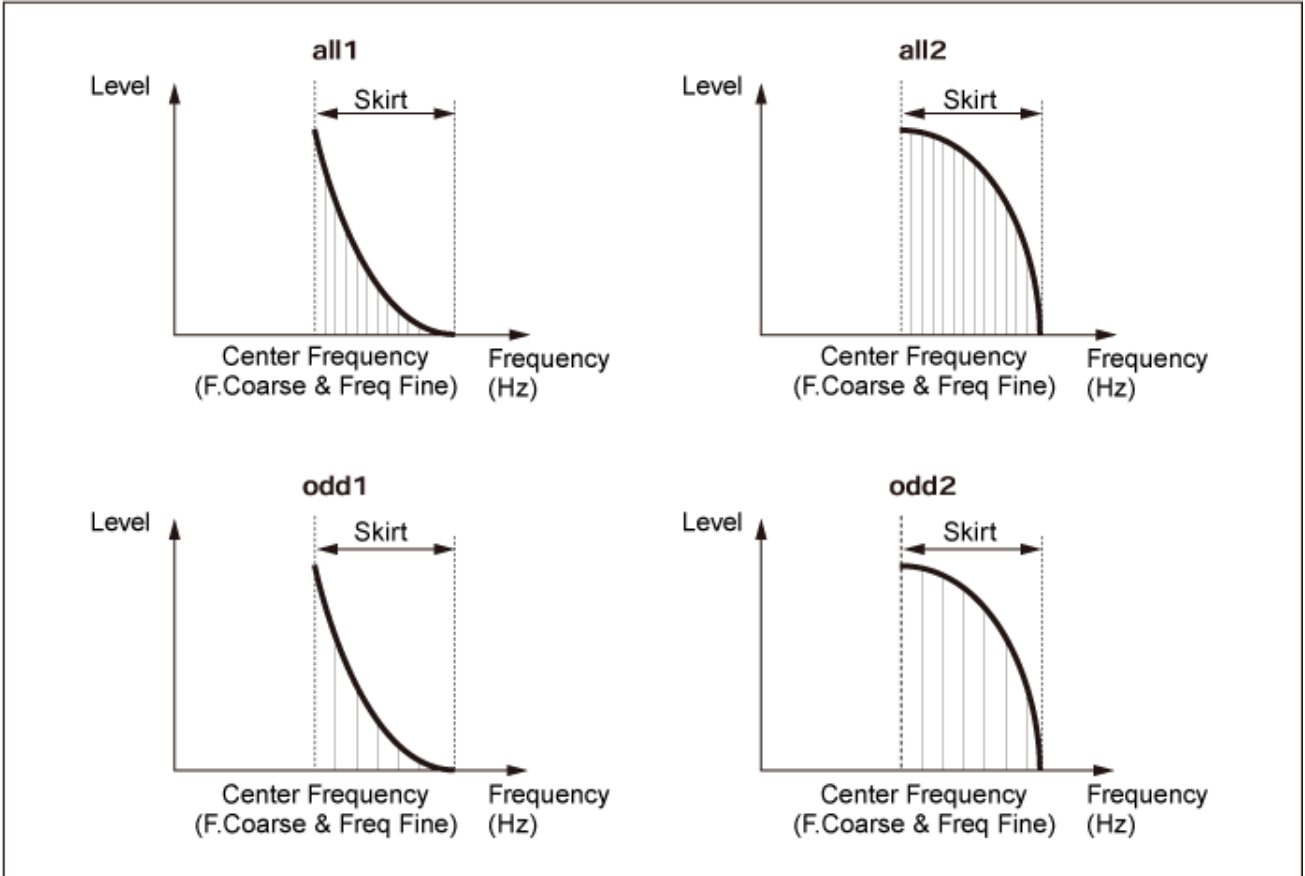 all1
Level
Skirt
Center Frequency
(F.Coarse & Freq Fine)
Frequency
(Hz)
all2
Level
Skirt
Center Frequency
(F.Coarse & Freq Fine)
Frequency
(Hz)
odd1
Level
Skirt
Center Frequency
(F.Coarse & Freq Fine)
Frequency
(Hz)
odd2
Level
Skirt
Center Frequency
(F.Coarse & Freq Fine)
Frequency
(Hz)